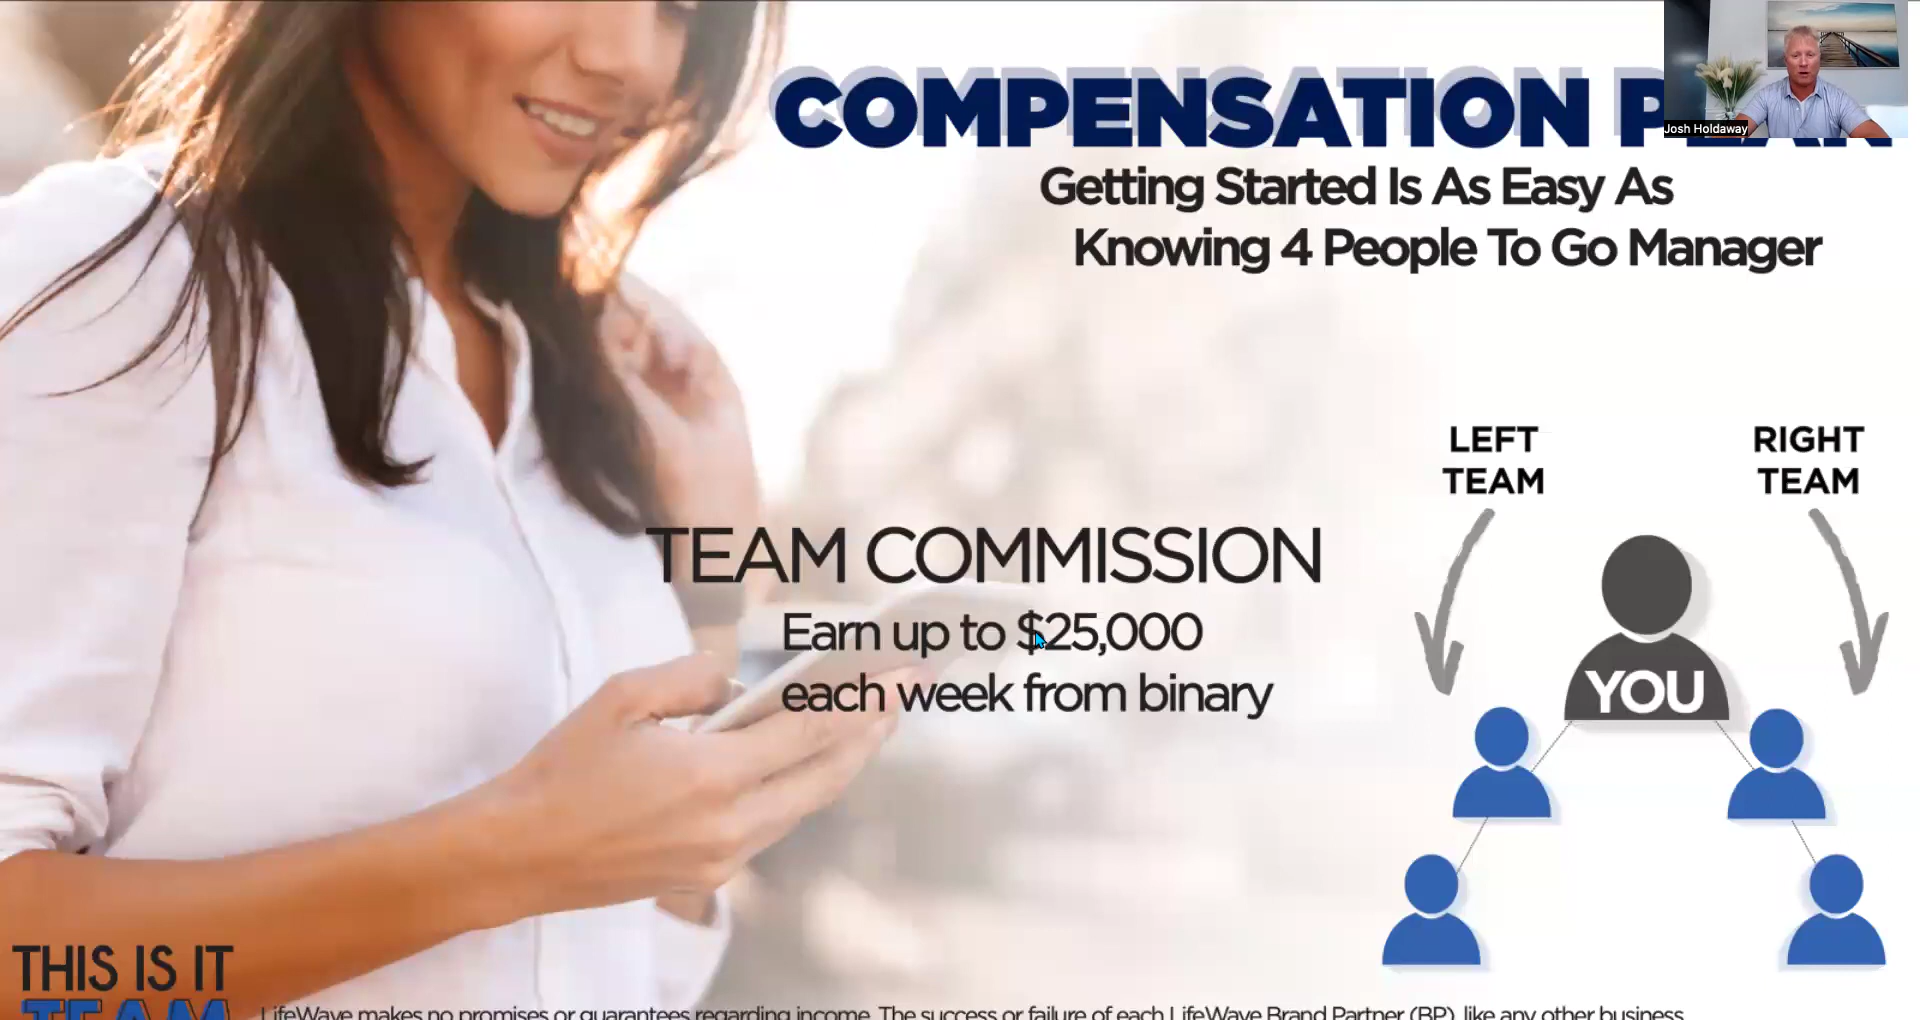 COMPENSATION PLAN
Josh Holdaway
Getting Started Is As Easy As
Knowing 4 People To Go Manager
LEFT
TEAM
RIGHT
TEAM
TEAM COMMISSION
Earn up to $25,000
each week from binary
YOU
THIS IS IT
TEAM
LifeWave makes no promises or guarantees regarding income. The success or failure of each LifeWave Brand Partner (BP), like any other business